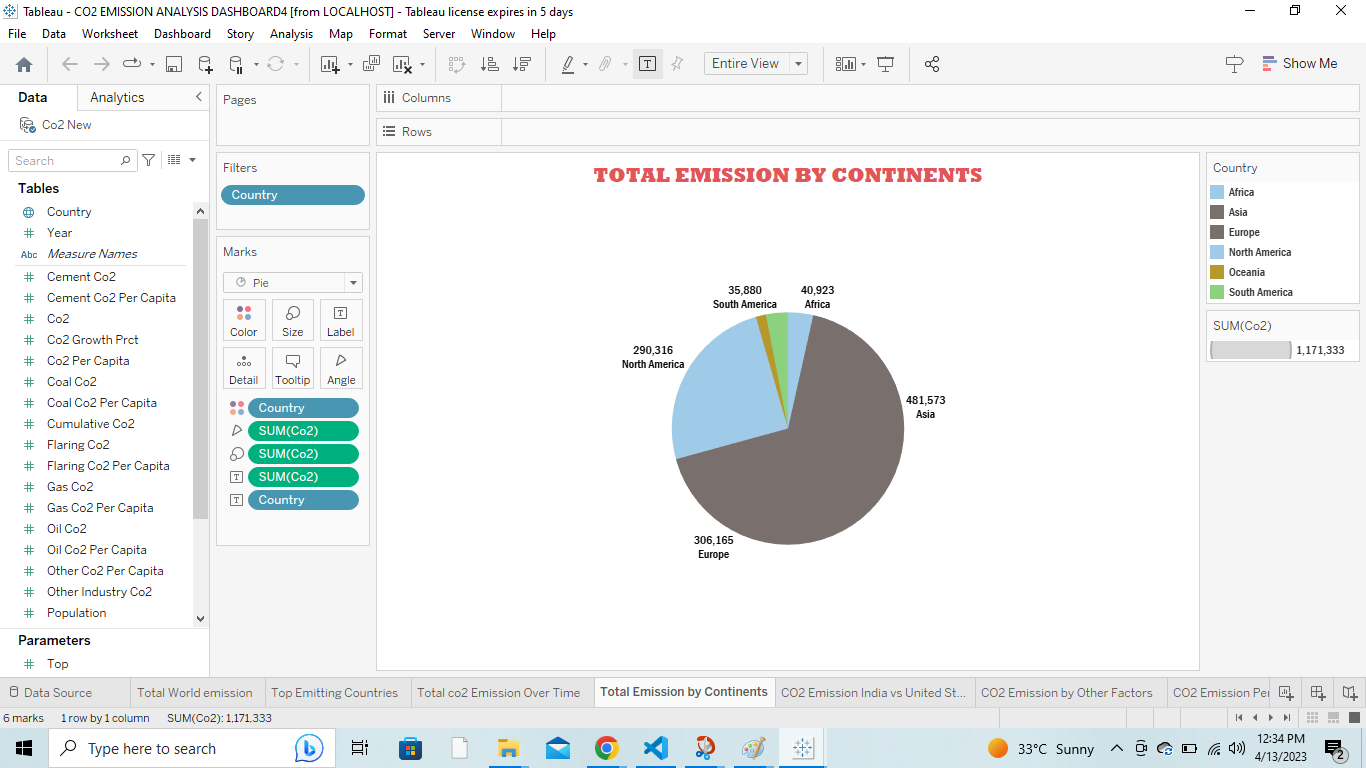 Tableau - CO2 EMISSION ANALYSIS DASHBOARD4 [from LOCALHOST] - Tableau license expires in 5 days
File Data Worksheet Dashboard Story Analysis Map Format Server Window Help
Entire View
Show Me
Data Analytics
Co2 New
Search
Tables
Country
Year
Abc Measure Names
Cement Co2
Cement Co2 Per Capita
Co2
Co2 Growth Prct
Co2 Per Capita
Coal Co2
Coal Co2 Per Capita
Cumulative Co2
Flaring Co2
Flaring Co2 Per Capita
Gas Co2
Gas Co2 Per Capita
Oil Co2
Oil Co2 Per Capita
Other Co2 Per Capita
Other Industry Co2
Population
Parameters
Top
Pages
Filters
Country
Marks
Pie
Color Size Label
Detail Tooltip Angle
Country
SUM(Co2)
SUM(Co2)
SUM(Co2)
Country
Columns
Rows
TOTAL EMISSION BY CONTINENTS
35,880
South America
40,923
Africa
290,316
North America
481,573
Asia
306,165
Europe
Country
Africa
Asia
Europe
North America
Oceania
South America
SUM(Co2)
1,171,333
Data Source Total World emission Top Emitting Countries Total co2 Emission Over Time Total Emission by Continents CO2 Emission India vs United St... CO2 Emission by Other Factors CO2 Emission Per
6 marks 1 row by 1 column SUM(Co2): 1,171,333
Type here to search
33°C Sunny
12:34 PM
4/13/2023
2